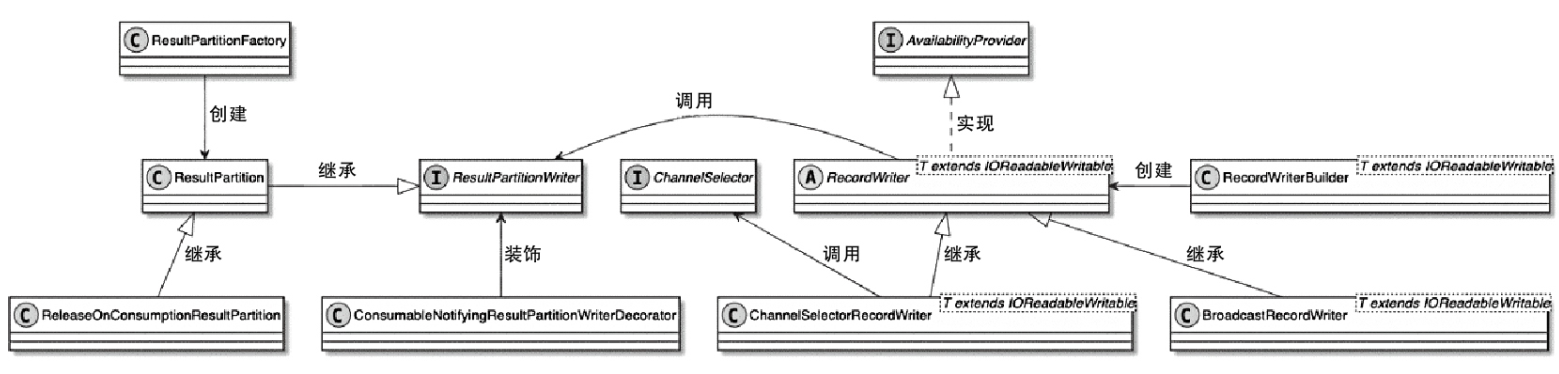 C ResultPartitionFactory
I AvailabilityProvider
创建
调用
实现
C ResultPartition
继承
I ResultPartitionWriter
I ChannelSelector
A RecordWriter
T extends IOReadableWritable
创建
C RecordWriterBuilder
T extends IOReadableWritable
继承
装饰
调用
继承
继承
C ReleaseOnConsumptionResultPartition
C ConsumableNotifyingResultPartitionWriterDecorator
C ChannelSelectorRecordWriter
T extends IOReadableWritable
C BroadcastRecordWriter
T extends IOReadableWritable